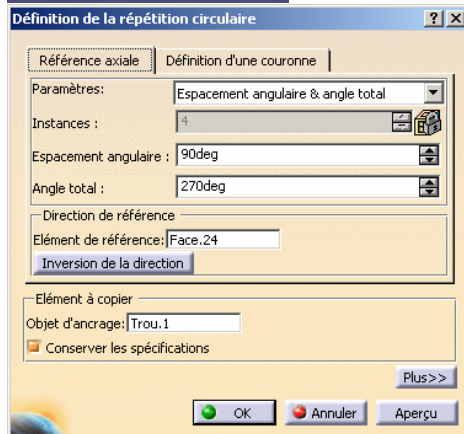 Définition de la répétition circulaire
Référence axiale Définition d'une couronne
Paramètres: Espacement angulaire & angle total
Instances : 4
Espacement angulaire : 90deg
Angle total : 270deg
Direction de référence
Elément de référence: Face.24
Inversion de la direction
Elément à copier
Objet d'ancrage: Trou.1
Conserver les spécifications
Plus>>
OK Annuler Aperçu